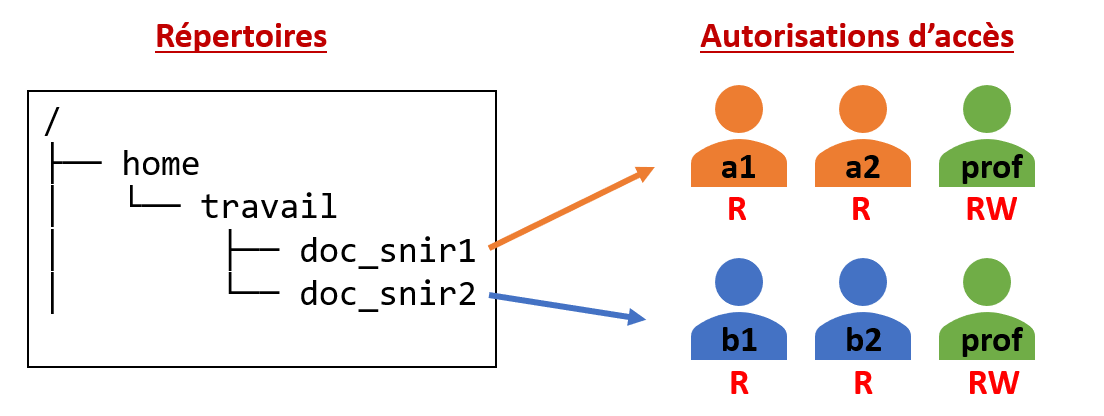 Répertoires
/
├── home
│   └── travail
│       ├── doc_snir1
│       └── doc_snir2
Autorisations d’accès
a1 a2 prof
R R RW
b1 b2 prof
R R RW